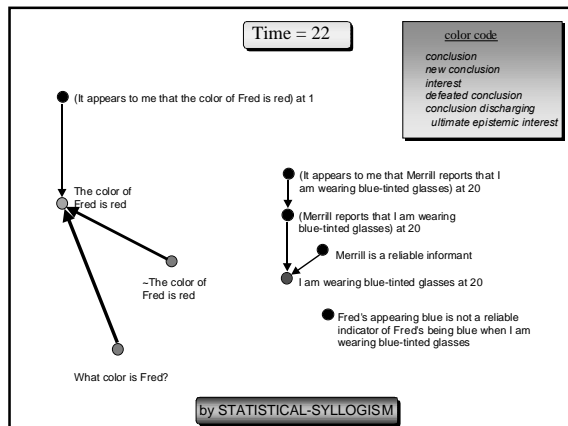 Time = 22
color code
conclusion
new conclusion
interest
defeated conclusion
conclusion discharging
ultimate epistemic interest
(It appears to me that the color of Fred is red) at 1
The color of
Fred is red
~The color of
Fred is red
What color is Fred?
(It appears to me that Merrill reports that I
am wearing blue-tinted glasses) at 20
(Merrill reports that I am wearing
blue-tinted glasses) at 20
Merrill is a reliable informant
I am wearing blue-tinted glasses at 20
Fred's appearing blue is not a reliable
indicator of Fred's being blue when I am
wearing blue-tinted glasses
by STATISTICAL-SYLLOGISM